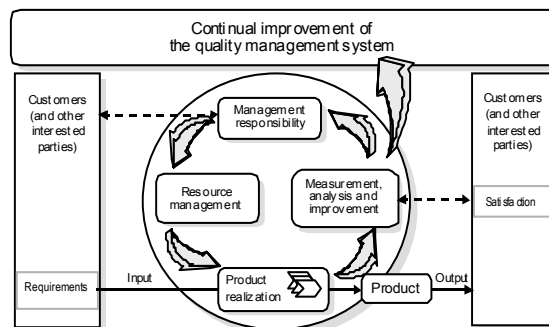 Continual improvement of
the quality management system
Customers
(and other
interested
parties)
Management
responsibility
Customers
(and other
interested
parties)
Resource
management
Measurement,
analysis and
improvement
Satisfaction
Requirements
Input
Product
realization
Product
Output